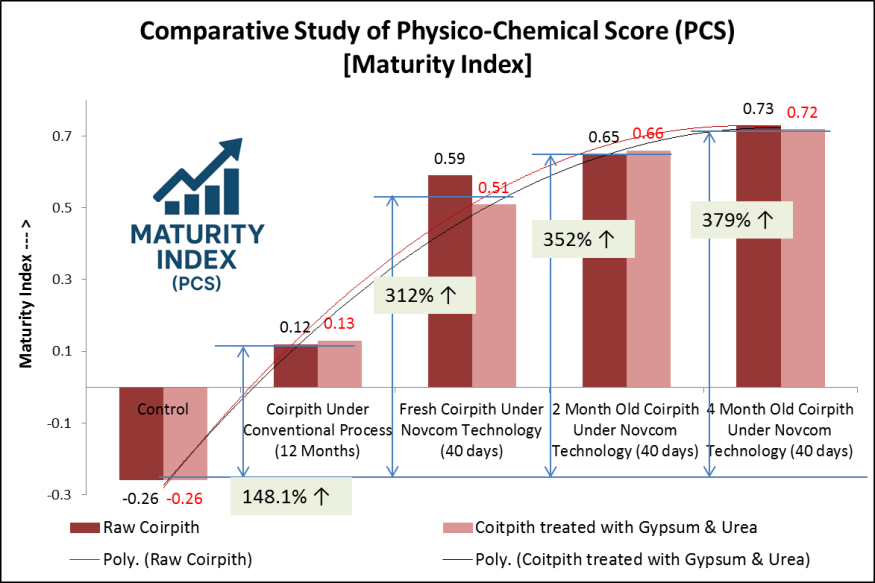 Comparative Study of Physico-Chemical Score (PCS)
[Maturity Index]
Maturity Index --- >
0.7
0.5
0.3
0.1
-0.1
-0.3
MATURITY
INDEX
(PCS)
-0.26
-0.26
0.12
0.13
0.59
0.51
0.65
0.66
0.73
0.72
148.1% ↑
312% ↑
352% ↑
379% ↑
Control
Coirpith Under
Conventional Process
(12 Months)
Fresh Coirpith Under
Novcom Technology
(40 days)
2 Month Old Coirpith
Under Novcom
Technology (40 days)
4 Month Old Coirpith
Under Novcom
Technology (40 days)
Raw Coirpith
Coitpith treated with Gypsum & Urea
Poly. (Raw Coirpith)
Poly. (Coitpith treated with Gypsum & Urea)